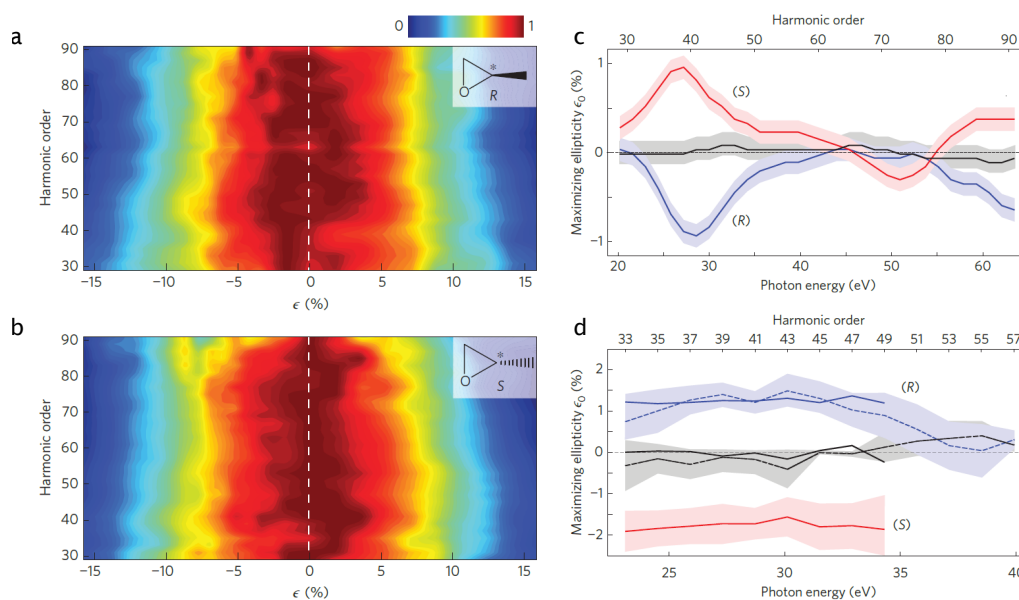 a
0
1
91
80
70
60
50
40
30
Harmonic order
*
O
R
−15
−10
−5
0
5
10
15
ϵ (%)
b
91
80
70
60
50
40
30
Harmonic order
*
O
S
−15
−10
−5
0
5
10
15
ϵ (%)
c
Harmonic order
30 40 50 60 70 80 90
Maximizing ellipticity ϵ0 (%)
1
0
−1
(S)
(R)
20 30 40 50 60
Photon energy (eV)
d
Harmonic order
33 35 37 39 41 43 45 47 49 51 53 55 57
Maximizing ellipticity ϵ0 (%)
2
1
0
−1
−2
(R)
(S)
25 30 35 40
Photon energy (eV)